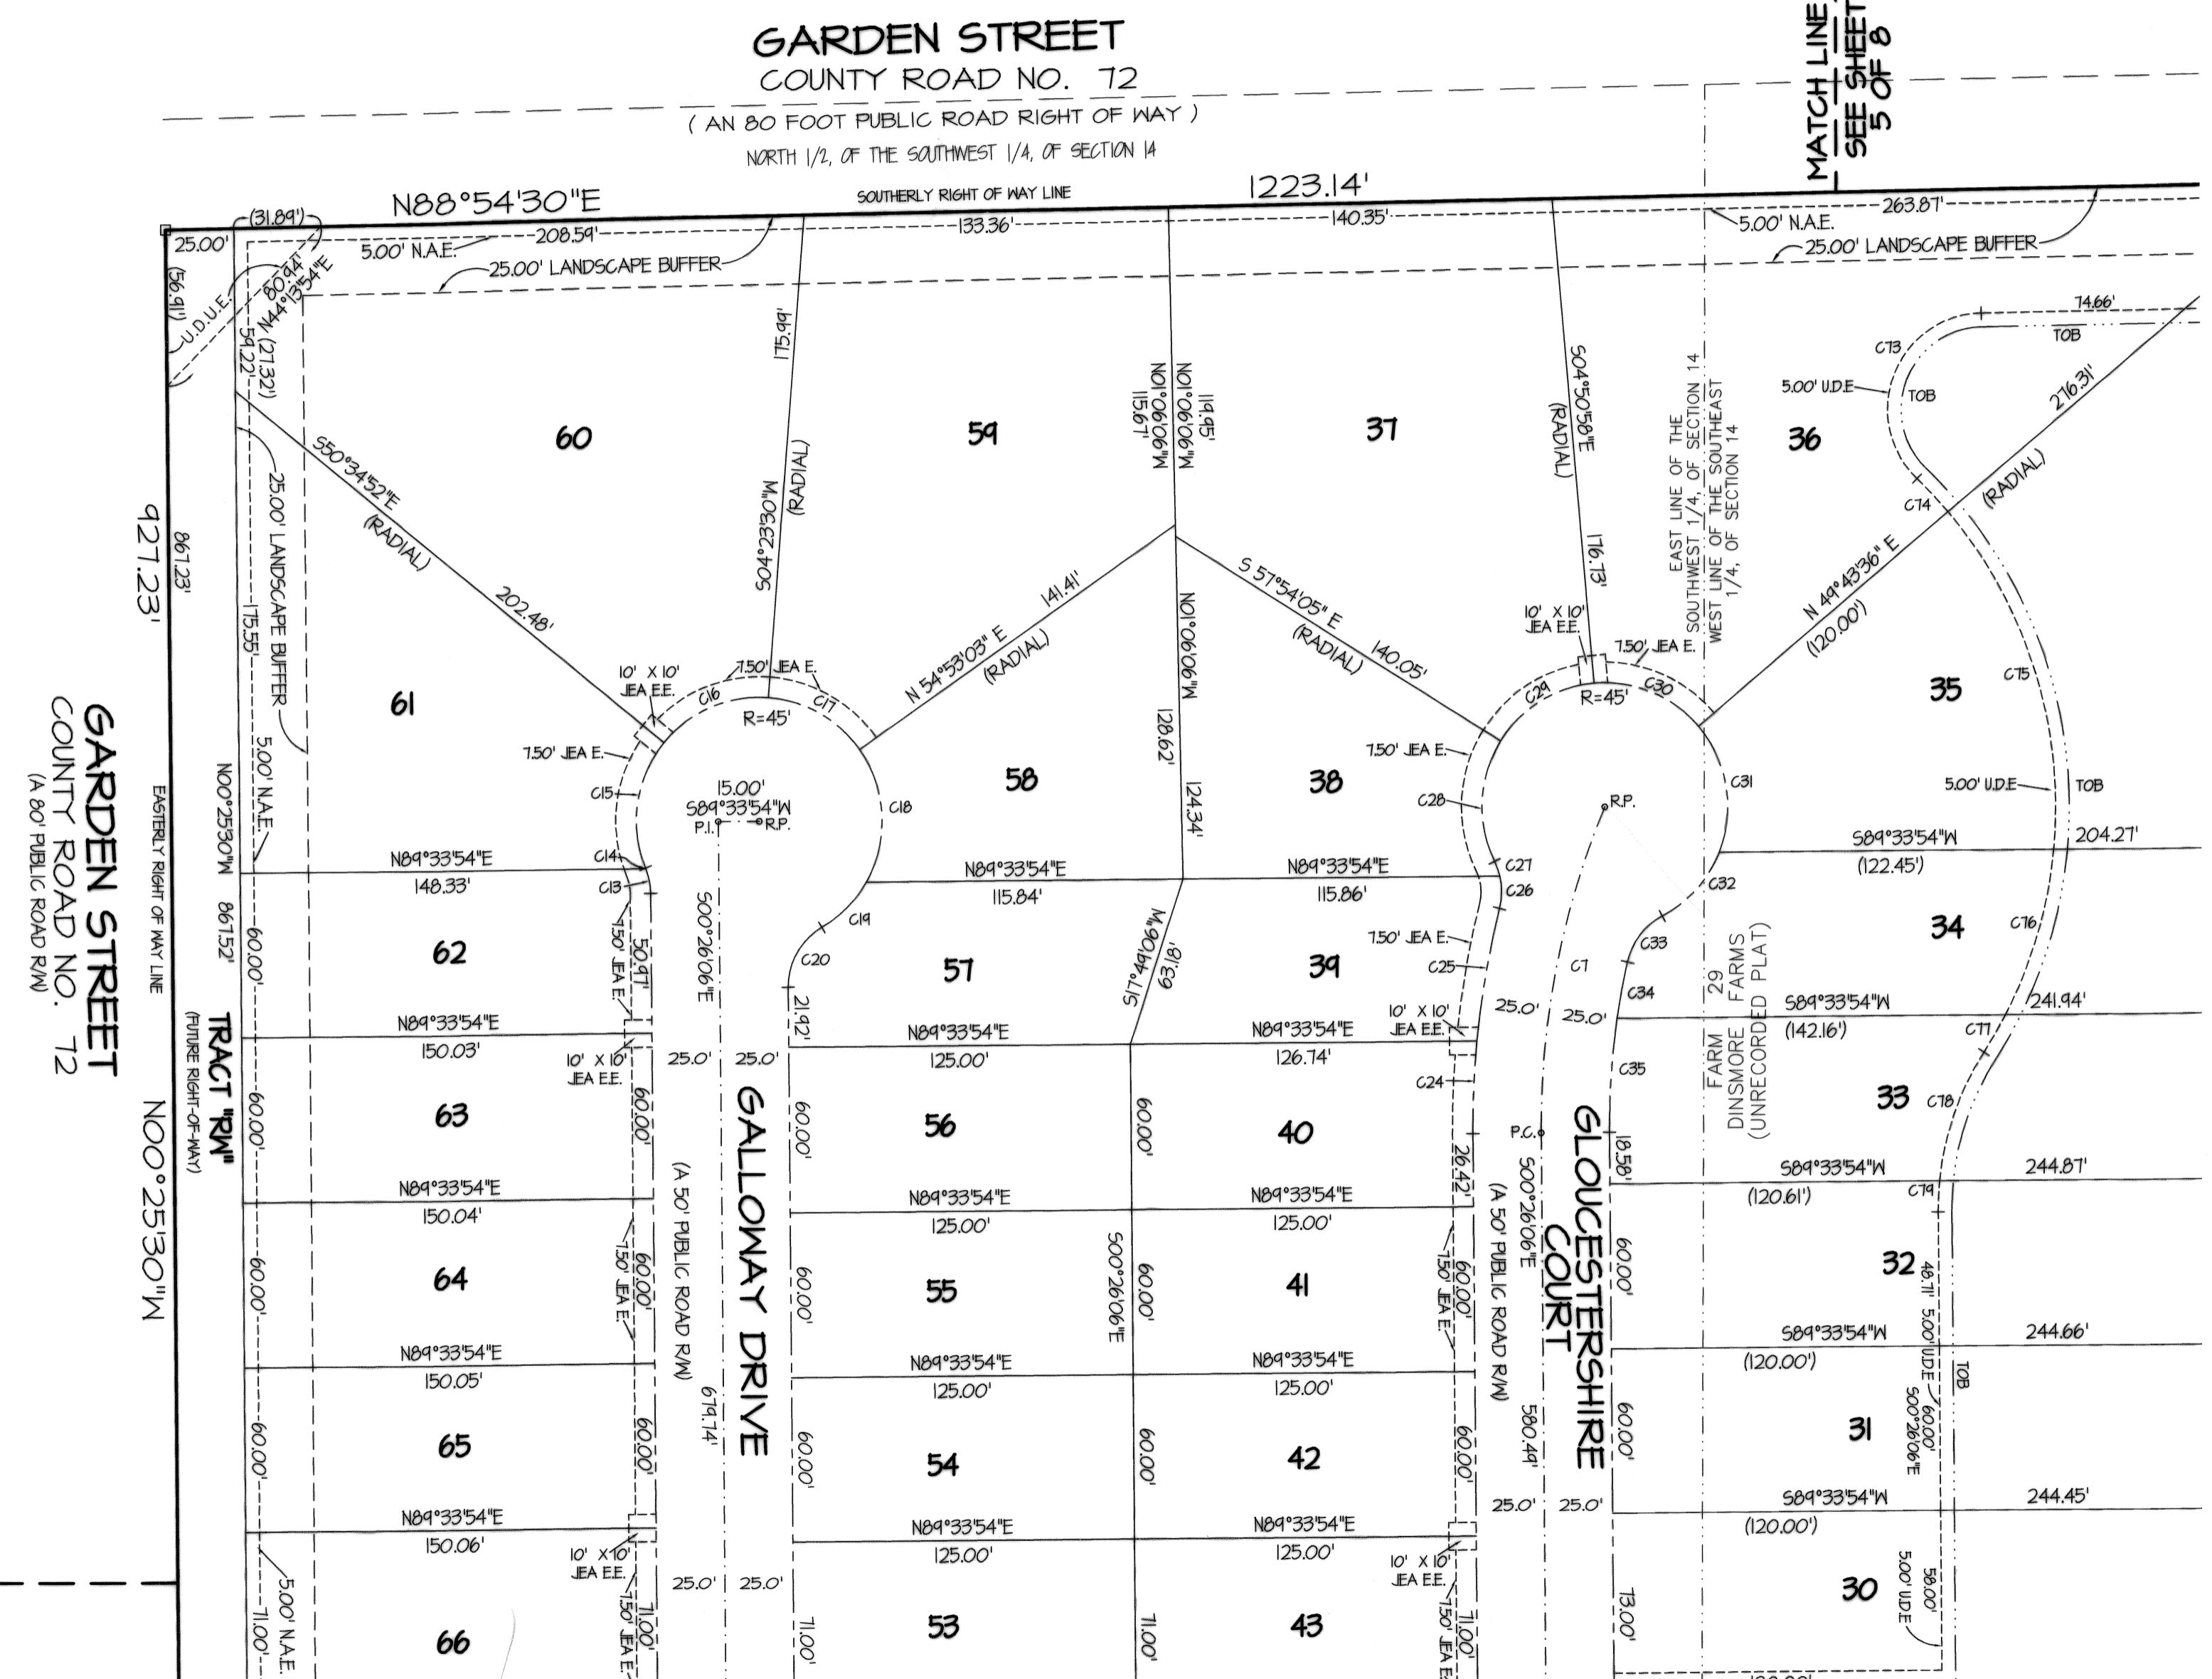 GARDEN STREET
COUNTY ROAD NO. 72
( AN 80 FOOT PUBLIC ROAD RIGHT OF WAY )
NORTH 1/2, OF THE SOUTHWEST 1/4, OF SECTION 14
MATCH LINE
SEE SHEET
5 OF 8
N88°54'30"E
SOUTHERLY RIGHT OF WAY LINE
1223.14'
(31.89')
25.00'
5.00' N.A.E.
208.59'
133.36'
140.35'
263.87'
5.00' N.A.E.
25.00' LANDSCAPE BUFFER
25.00' LANDSCAPE BUFFER
(56.91')
U.D.U.E.
80.94'
N44°13'54"E
(27.32')
59.22'
175.99'
(RADIAL)
S04°23'30"W
N01°06'06"W
115.67'
N01°06'06"W
119.95'
S04°50'58"E
(RADIAL)
176.73'
EAST LINE OF THE
SOUTHWEST 1/4, OF SECTION 14
WEST LINE OF THE SOUTHEAST
1/4, OF SECTION 14
74.66'
TOB
C73
5.00' U.D.E
TOB
276.31'
(RADIAL)
C74
60
59
37
36
S50°34'52"E
(RADIAL)
202.48'
25.00' LANDSCAPE BUFFER
927.23'
867.23'
175.55'
N 54°53'03" E
(RADIAL)
141.41'
S 57°54'05" E
(RADIAL)
140.05'
N01°06'06"W
128.62'
124.34'
N 49°43'36" E
(120.00')
10' X 10'
JEA E.E.
7.50' JEA E.
10' X 10'
JEA E.E.
7.50' JEA E.
C16
C17
R=45'
C29
C30
R=45'
61
35
C75
7.50' JEA E.
7.50' JEA E.
C15
15.00'
S89°33'54"W
P.I.
R.P.
C18
58
38
C28
R.P.
C31
5.00' U.D.E
TOB
GARDEN STREET
COUNTY ROAD NO. 72
(A 80' PUBLIC ROAD R/W)
EASTERLY RIGHT OF WAY LINE
N00°25'30"W
867.52'
5.00' N.A.E.
N00°25'30"W
TRACT "RW"
(FUTURE RIGHT-OF-WAY)
N89°33'54"E
148.33'
C14
C13
N89°33'54"E
115.84'
N89°33'54"E
115.86'
C27
C26
C32
S89°33'54"W
(122.45')
204.27'
S00°26'06"E
C19
C20
62
60.00'
50.97'
7.50' JEA E.
57
21.92'
S17°49'06"W
63.18'
39
7.50' JEA E.
C25
C7
C33
C34
34
C76
FARM 29
DINSMORE FARMS
(UNRECORDED PLAT)
N89°33'54"E
150.03'
10' X 10'
JEA E.E.
25.0'
25.0'
N89°33'54"E
125.00'
N89°33'54"E
126.74'
10' X 10'
JEA E.E.
25.0'
25.0'
S89°33'54"W
(142.16')
241.94'
C77
C24
C35
63
60.00'
60.00'
60.00'
56
60.00'
40
P.C.
18.58'
33
C78
GALLOWAY DRIVE
(A 50' PUBLIC ROAD R/W)
679.74'
GLOUCESTERSHIRE
COURT
(A 50' PUBLIC ROAD R/W)
S00°26'06"E
580.49'
26.42'
N89°33'54"E
150.04'
N89°33'54"E
125.00'
N89°33'54"E
125.00'
S89°33'54"W
(120.61')
244.87'
C79
64
60.00'
60.00'
7.50' JEA E.
60.00'
55
S00°26'06"E
60.00'
41
7.50' JEA E.
60.00'
60.00'
32
48.71'
5.00' U.D.E
N89°33'54"E
150.05'
N89°33'54"E
125.00'
N89°33'54"E
125.00'
S89°33'54"W
(120.00')
244.66'
TOB
65
60.00'
60.00'
60.00'
54
60.00'
42
60.00'
60.00'
31
60.00'
S00°26'06"E
N89°33'54"E
150.06'
10' X 10'
JEA E.E.
25.0'
25.0'
N89°33'54"E
125.00'
N89°33'54"E
125.00'
10' X 10'
JEA E.E.
25.0'
25.0'
S89°33'54"W
(120.00')
244.45'
66
71.00'
5.00' N.A.E.
7.50' JEA E.
71.00'
71.00'
53
71.00'
43
7.50' JEA E.
71.00'
73.00'
30
5.00' U.D.E
58.00'